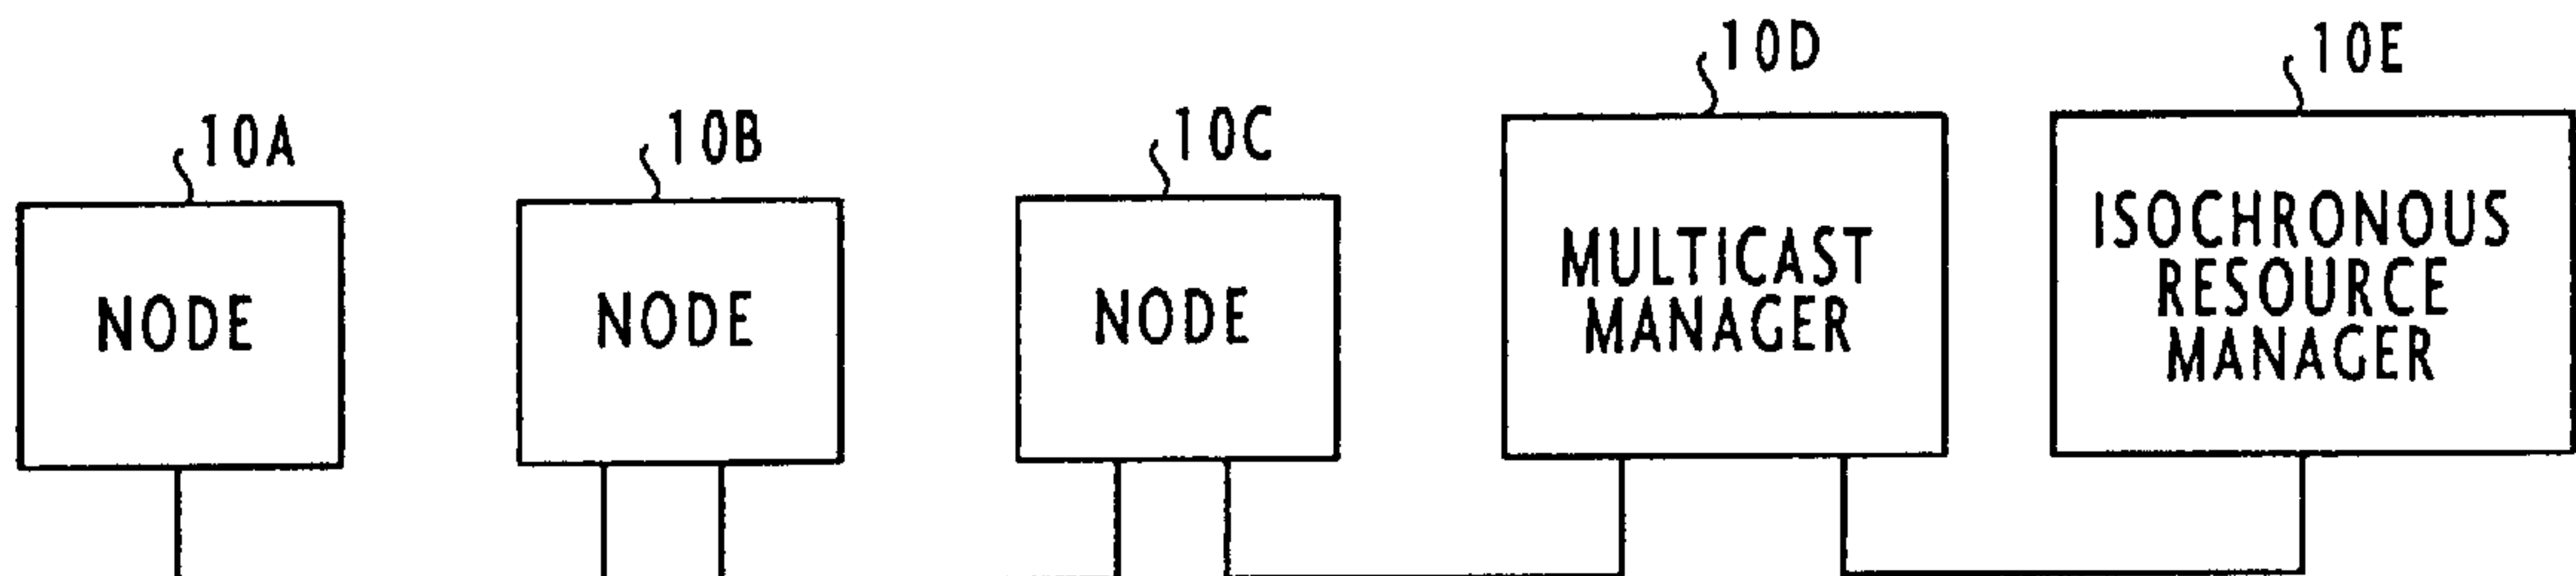 10A
10B
10C
10D
10E
NODE
NODE
NODE
MULTICAST
MANAGER
ISOCHRONOUS
RESOURCE
MANAGER